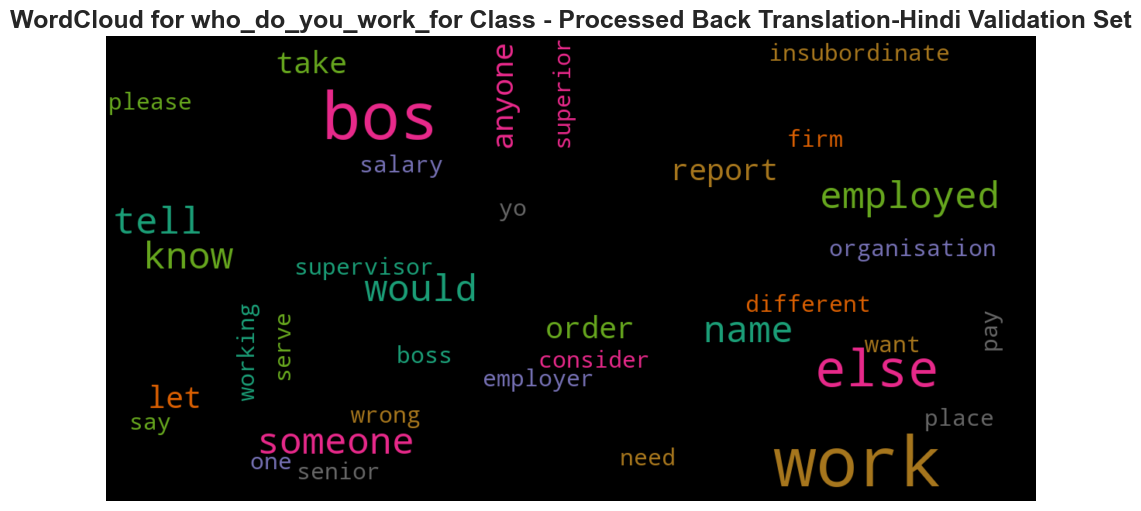 WordCloud for who_do_you_work_for Class - Processed Back Translation-Hindi Validation Set
take
anyone
superior
insubordinate
please
bos
firm
salary
report
employed
yo
tell
know
organisation
supervisor
would
different
working
serve
order
name
pay
boss
consider
want
else
employer
let
say
wrong
place
someone
one
senior
need
work